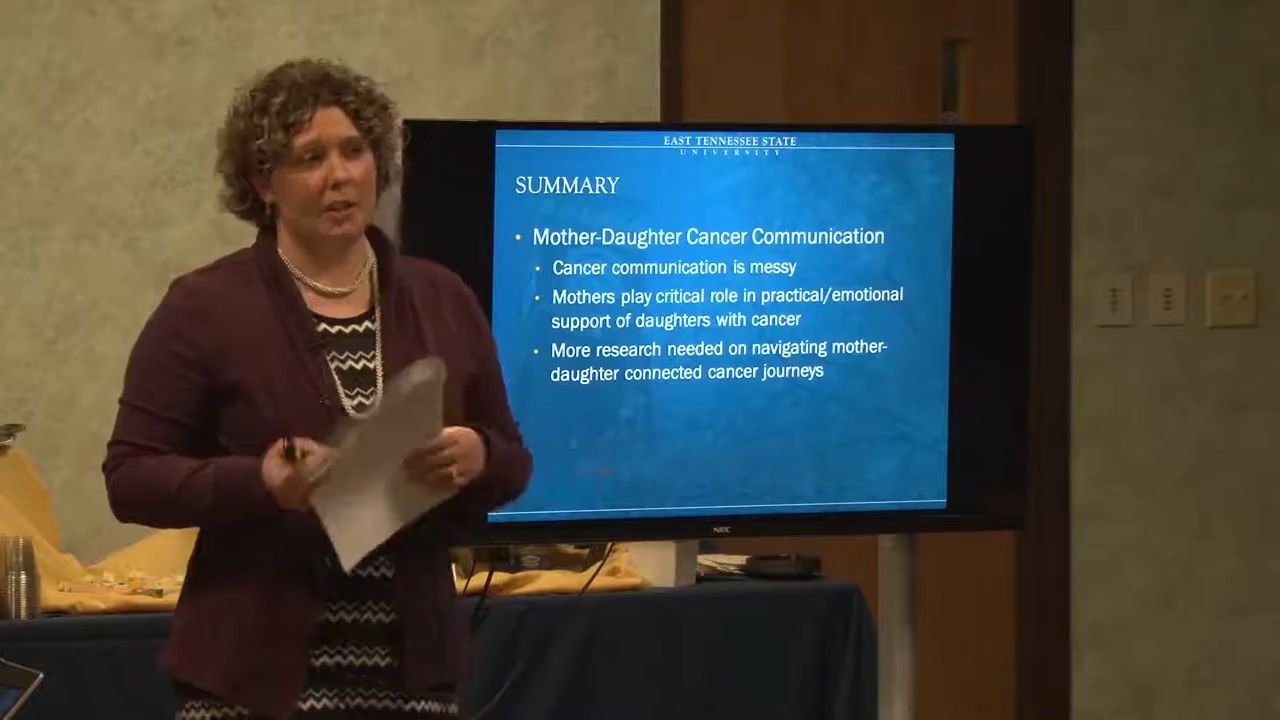 EAST TENNESSEE STATE
UNIVERSITY
SUMMARY
• Mother-Daughter Cancer Communication
• Cancer communication is messy
• Mothers play critical role in practical/emotional
support of daughters with cancer
• More research needed on navigating mother-
daughter connected cancer journeys
NEC